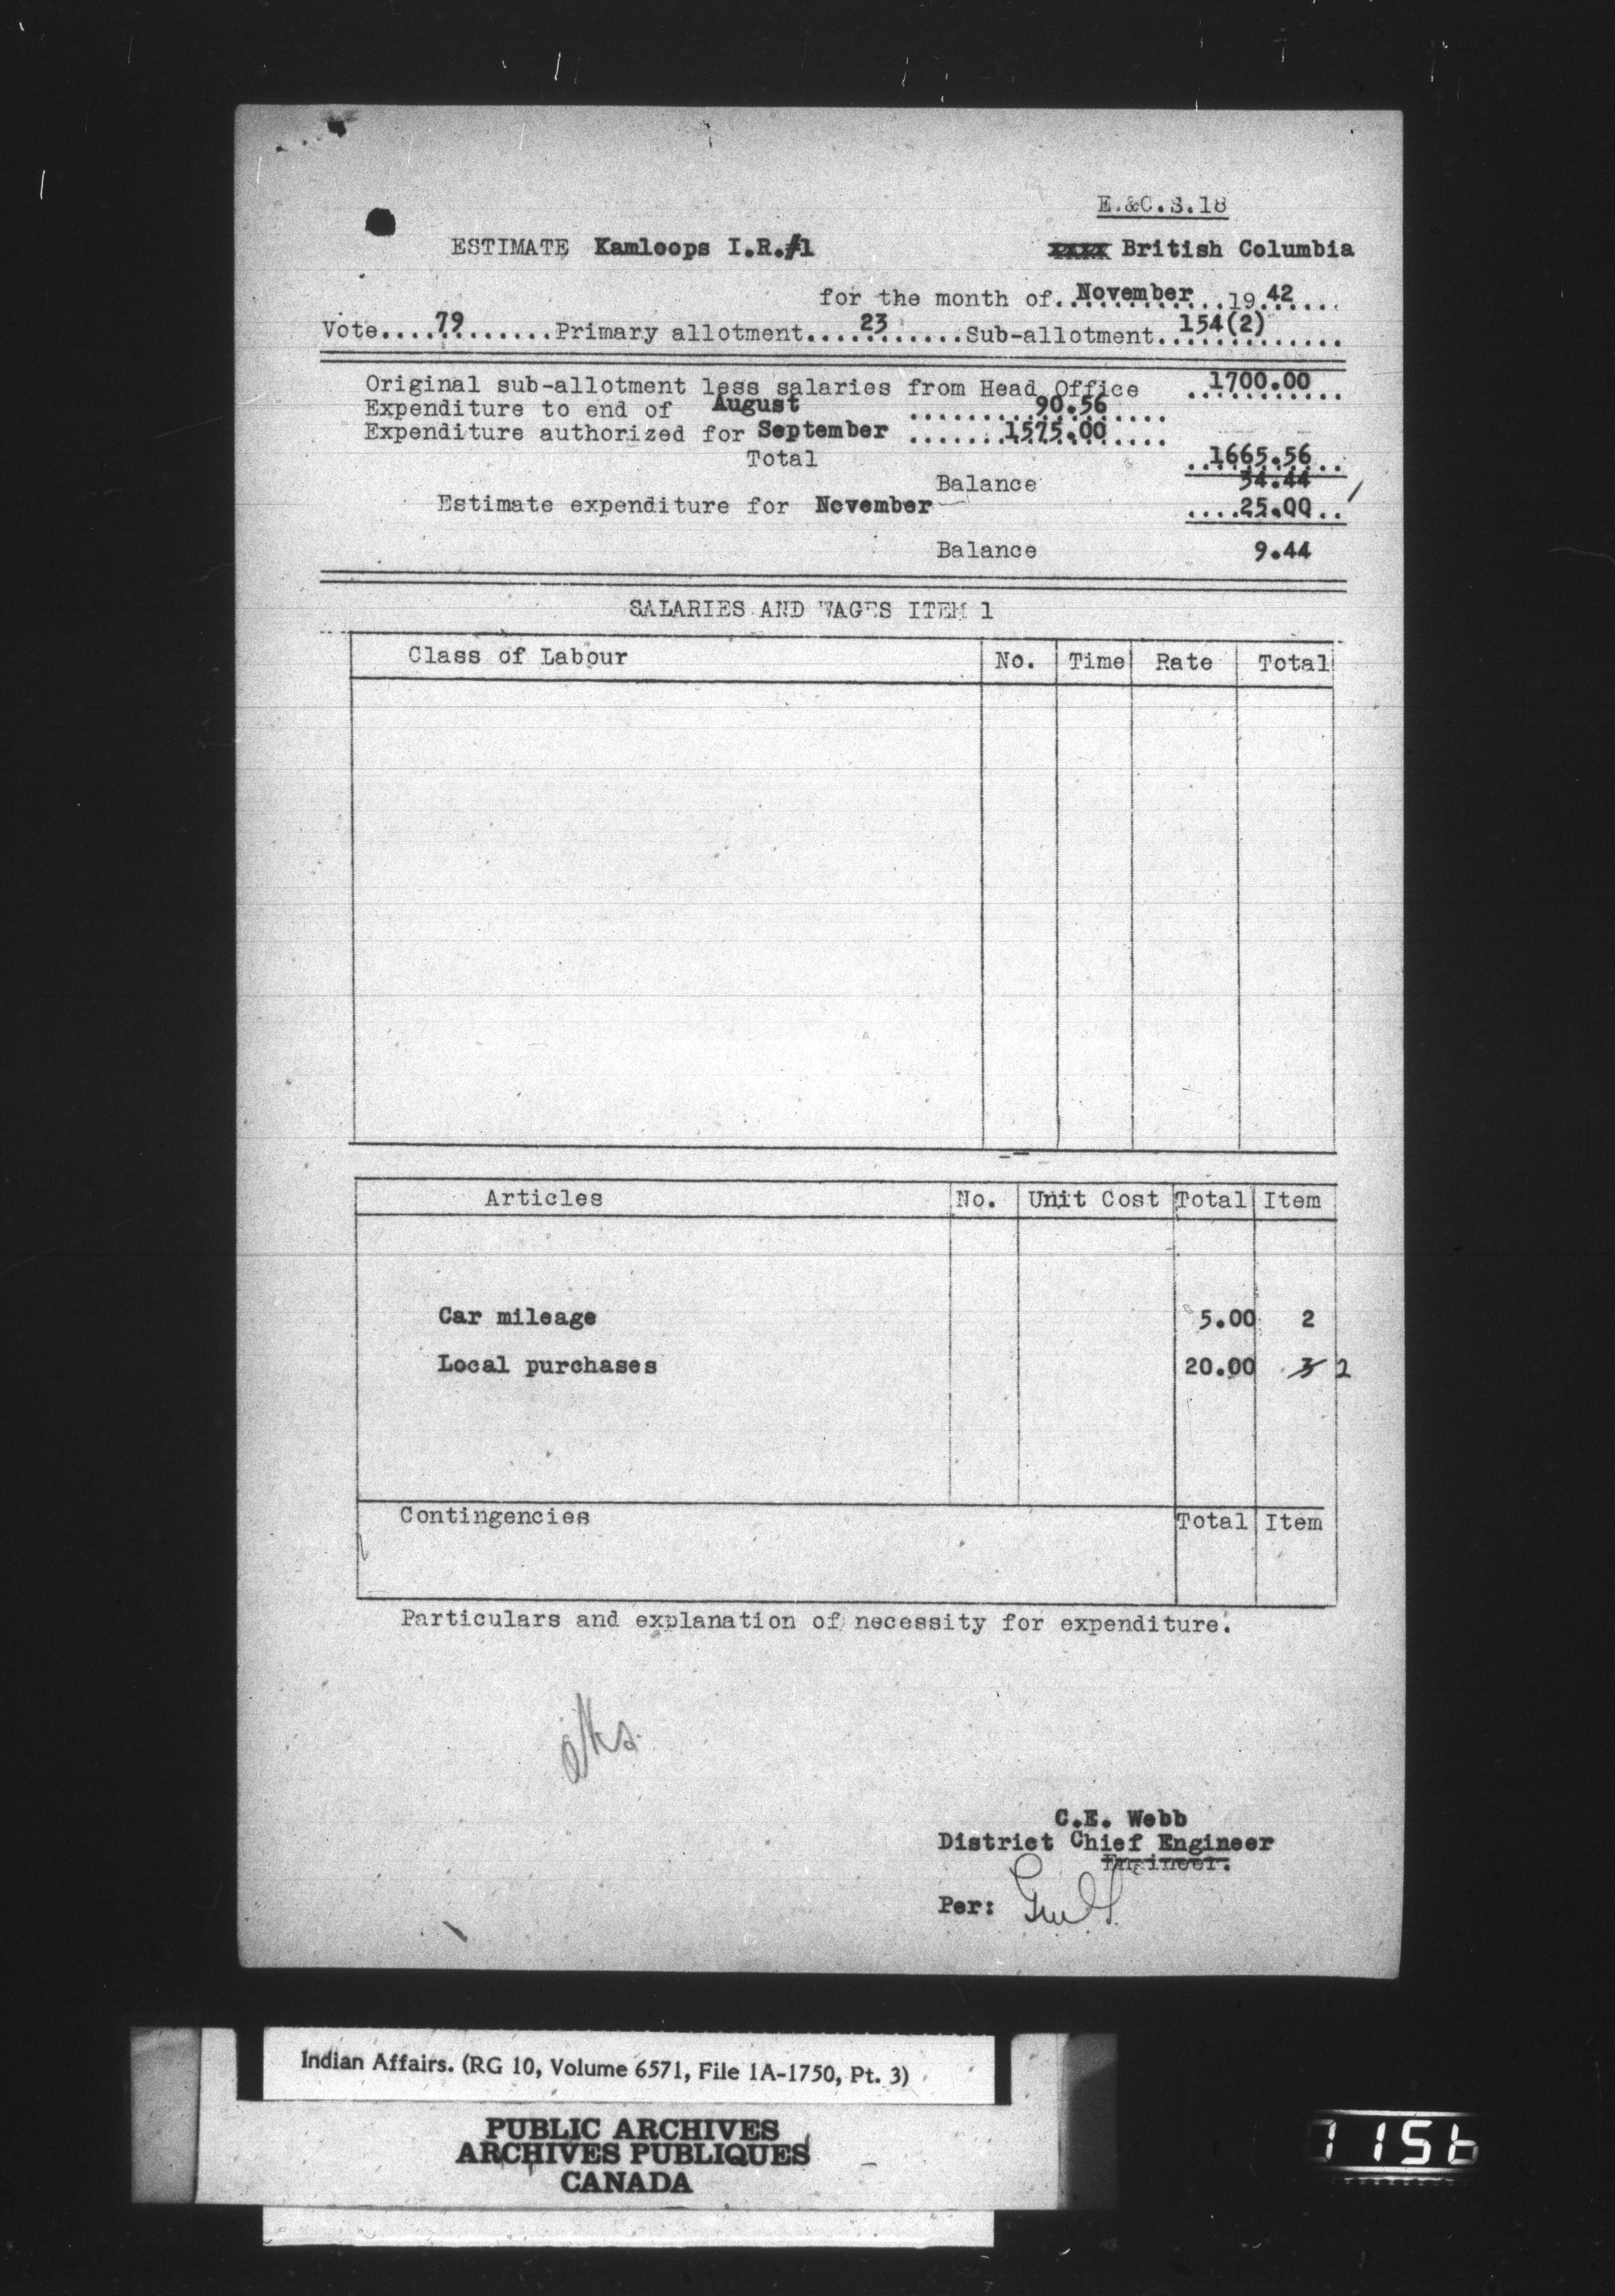 E.&C.S.18
ESTIMATE Kamloops I.R.#1 xxxx British Columbia
for the month of..November...1942....
Vote....79.......Primary allotment....23......Sub-allotment..154(2)......
Original sub-allotment less salaries from Head Office 1700.00
Expenditure to end of August 90.56
Expenditure authorized for September 1575.00
Total 1665.56
Balance 34.44
Estimate expenditure for November 25.00
Balance 9.44
SALARIES AND WAGES ITEM 1
Class of Labour No. Time Rate Total
Articles No. Unit Cost Total Item
Car mileage 5.00 2
Local purchases 20.00 3 2
Contingencies Total Item
Particulars and explanation of necessity for expenditure.
C.E. Webb
District Chief Engineer
Engineer.
Per:
Indian Affairs. (RG 10, Volume 6571, File 1A-1750, Pt. 3)
PUBLIC ARCHIVES
ARCHIVES PUBLIQUES
CANADA